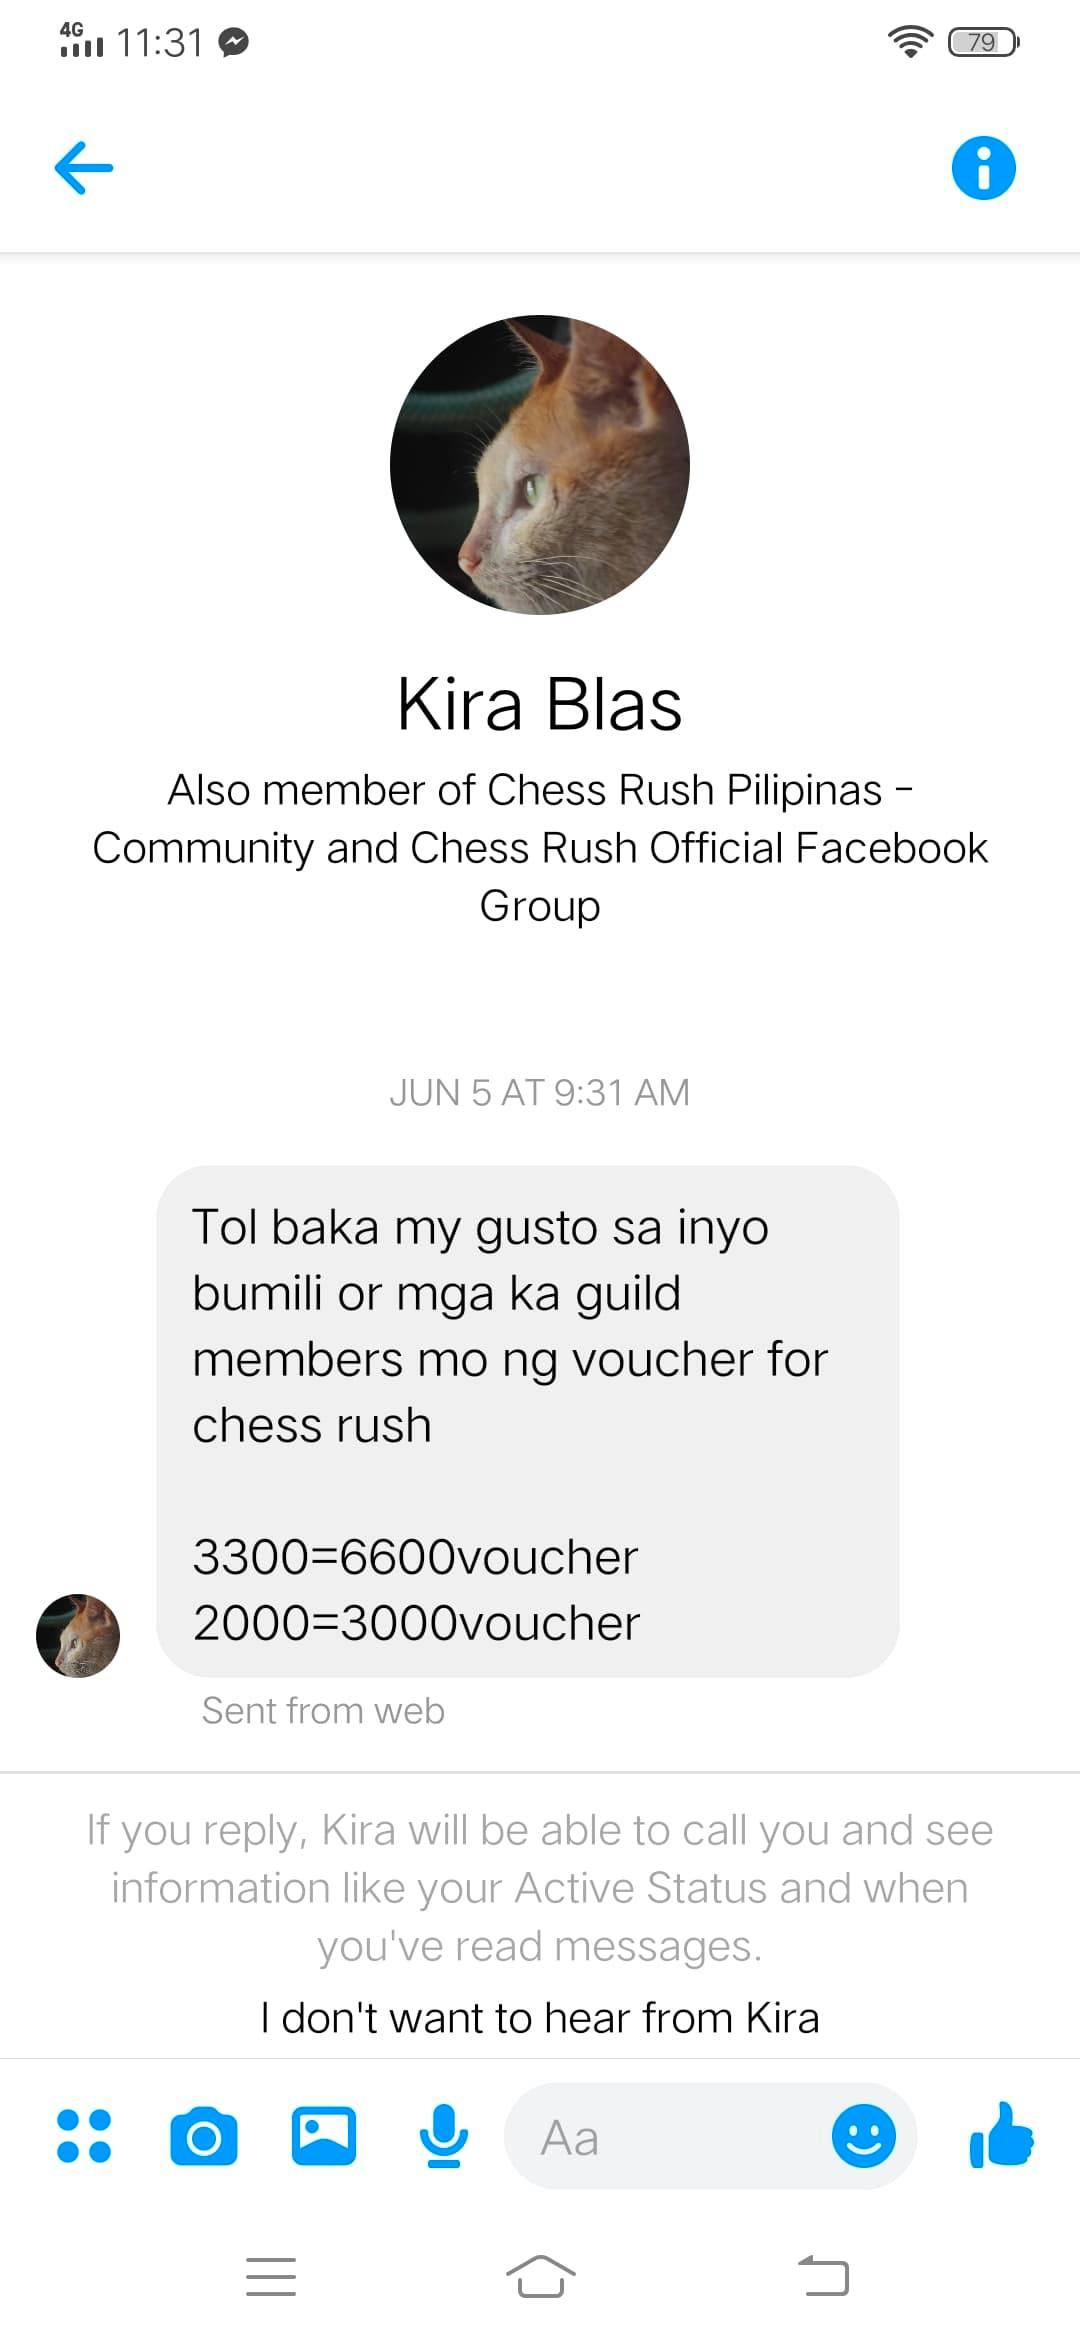 4G
11:31
79
Kira Blas
Also member of Chess Rush Pilipinas -
Community and Chess Rush Official Facebook
Group
JUN 5 AT 9:31 AM
Tol baka my gusto sa inyo
bumili or mga ka guild
members mo ng voucher for
chess rush
3300=6600voucher
2000=3000voucher
Sent from web
If you reply, Kira will be able to call you and see
information like your Active Status and when
you've read messages.
I don't want to hear from Kira
Aa